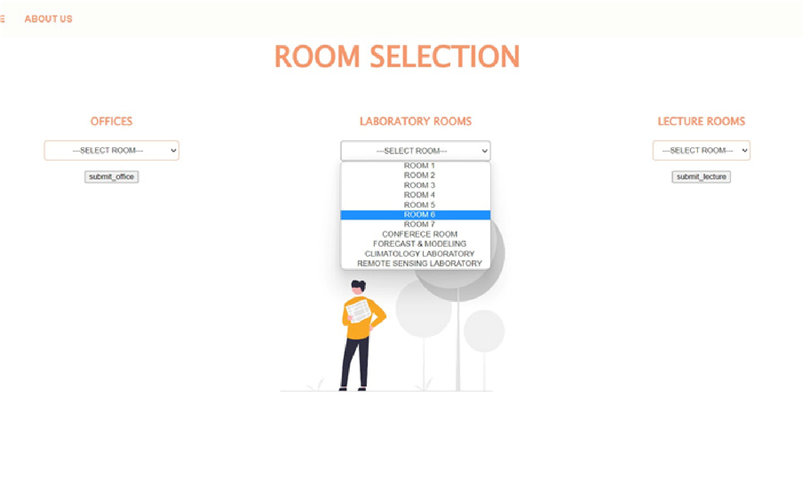 E ABOUT US
ROOM SELECTION
OFFICES
---SELECT ROOM---
submit_office
LABORATORY ROOMS
---SELECT ROOM---
ROOM 1
ROOM 2
ROOM 3
ROOM 4
ROOM 5
ROOM 6
ROOM 7
CONFERECE ROOM
FORECAST & MODELING
CLIMATOLOGY LABORATORY
REMOTE SENSING LABORATORY
LECTURE ROOMS
---SELECT ROOM---
submit_lecture